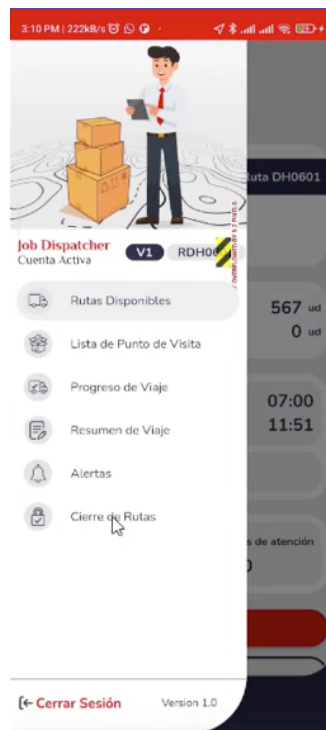 3:10 PM | 222kB/s
uta DH0601
Job Dispatcher
Cuenta Activa
V1
RDH06
567 ud
0 ud
Rutas Disponibles
Lista de Punto de Visita
Progreso de Viaje
07:00
11:51
Resumen de Viaje
Alertas
Cierre de Rutas
s de atención
Cerrar Sesión
Version 1.0